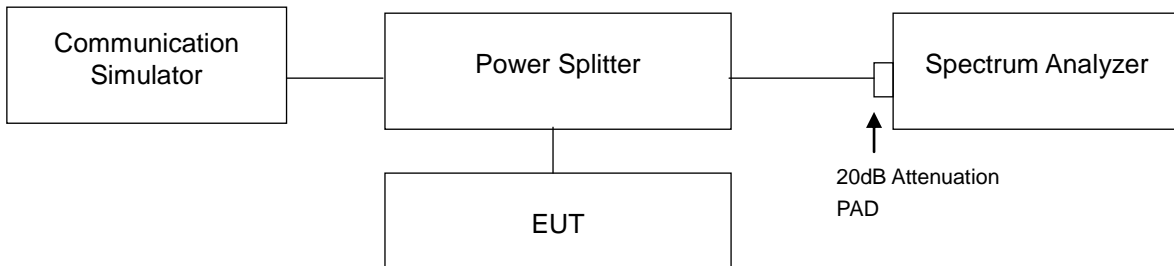 Communication
Simulator
Power Splitter
Spectrum Analyzer
20dB Attenuation
PAD
EUT